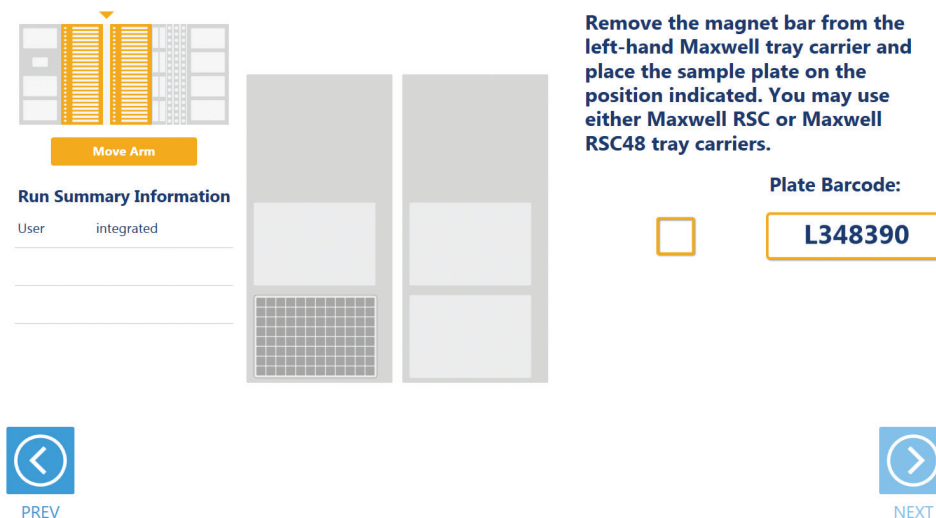 Move Arm
Run Summary Information
User integrated
Remove the magnet bar from the
left-hand Maxwell tray carrier and
place the sample plate on the
position indicated. You may use
either Maxwell RSC or Maxwell
RSC48 tray carriers.
Plate Barcode:
L348390
PREV
NEXT